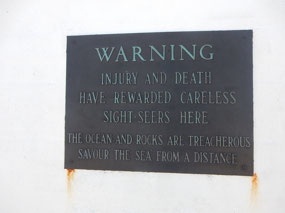 WARNING
INJURY AND DEATH
HAVE REWARDED CARELESS
SIGHT-SEERS HERE
THE OCEAN AND ROCKS ARE TREACHEROUS
SAVOUR THE SEA FROM A DISTANCE